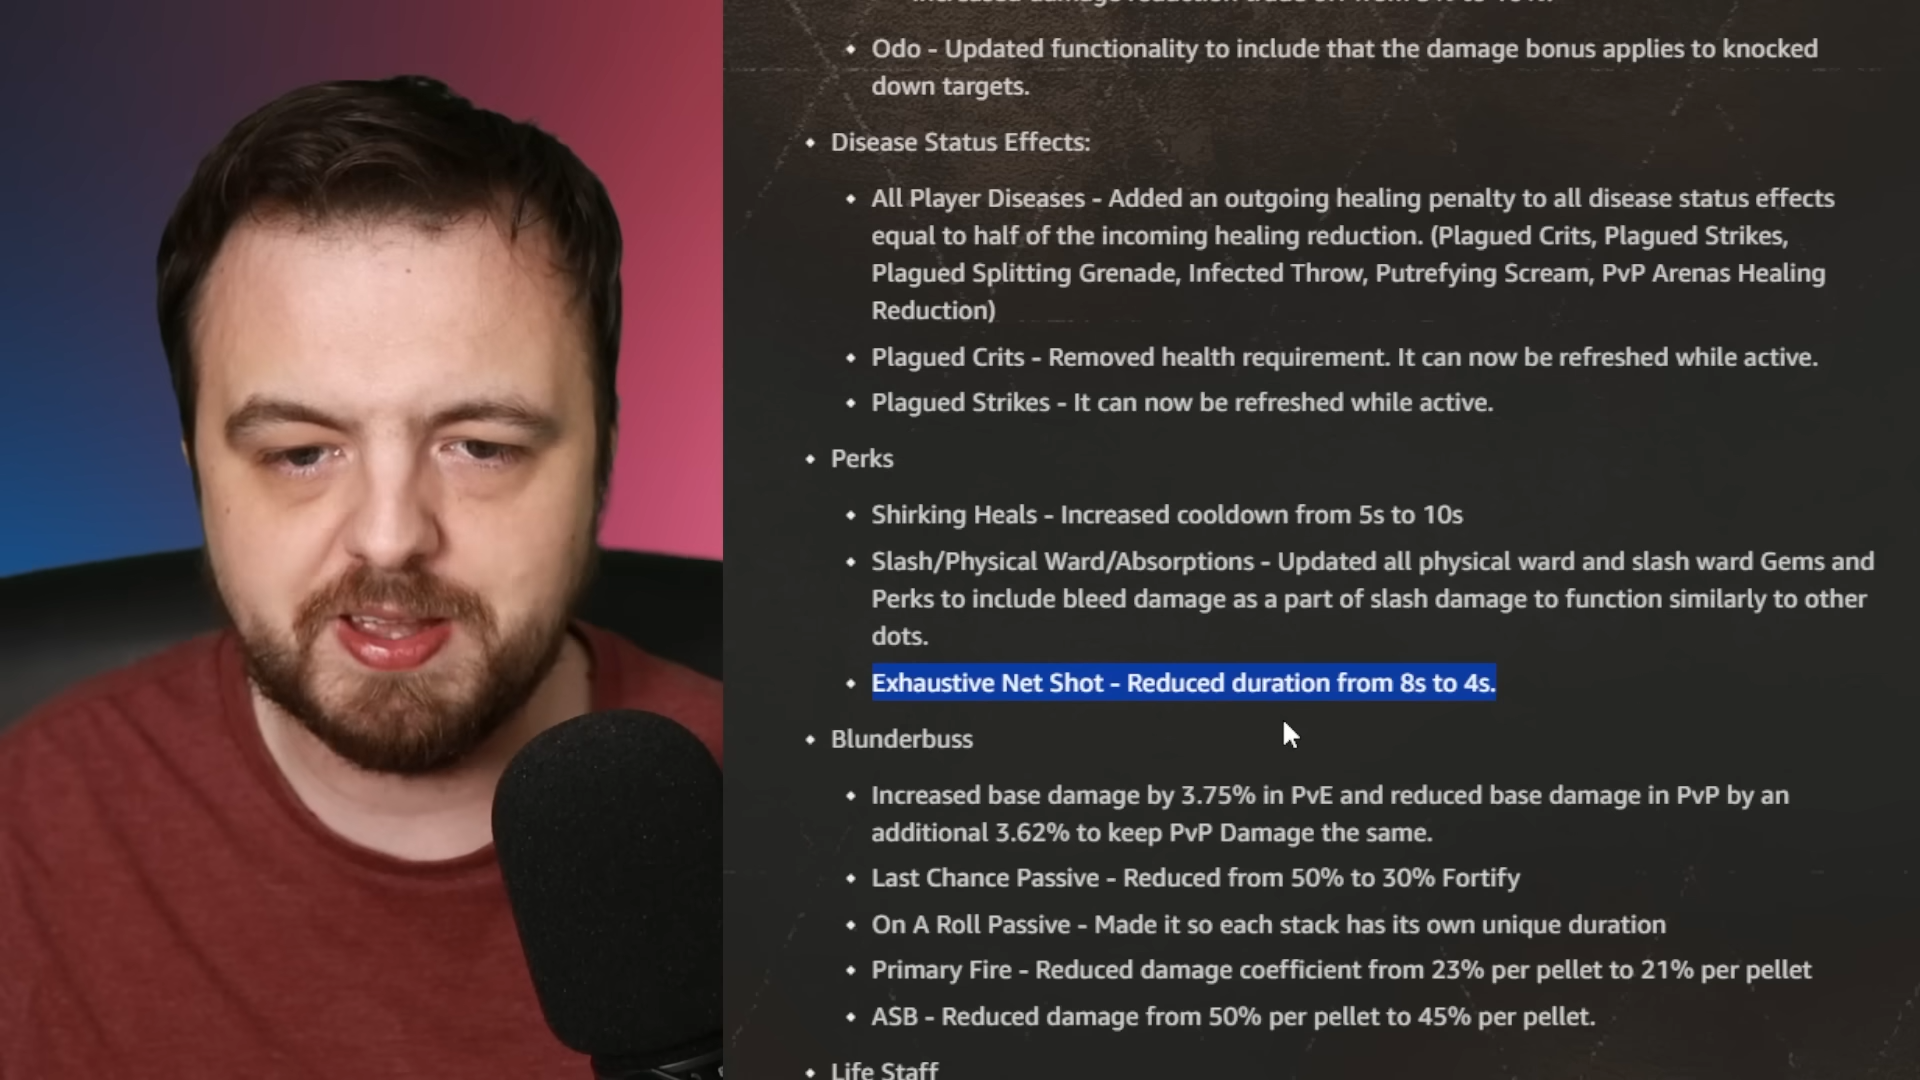 Odo - Updated functionality to include that the damage bonus applies to knocked
down targets.
Disease Status Effects:
All Player Diseases - Added an outgoing healing penalty to all disease status effects
equal to half of the incoming healing reduction. (Plagued Crits, Plagued Strikes,
Plagued Splitting Grenade, Infected Throw, Putrefying Scream, PvP Arenas Healing
Reduction)
Plagued Crits - Removed health requirement. It can now be refreshed while active.
Plagued Strikes - It can now be refreshed while active.
Perks
Shirking Heals - Increased cooldown from 5s to 10s
Slash/Physical Ward/Absorptions - Updated all physical ward and slash ward Gems and
Perks to include bleed damage as a part of slash damage to function similarly to other
dots.
Exhaustive Net Shot - Reduced duration from 8s to 4s.
Blunderbuss
Increased base damage by 3.75% in PvE and reduced base damage in PvP by an
additional 3.62% to keep PvP Damage the same.
Last Chance Passive - Reduced from 50% to 30% Fortify
On A Roll Passive - Made it so each stack has its own unique duration
Primary Fire - Reduced damage coefficient from 23% per pellet to 21% per pellet
ASB - Reduced damage from 50% per pellet to 45% per pellet.
Life Staff